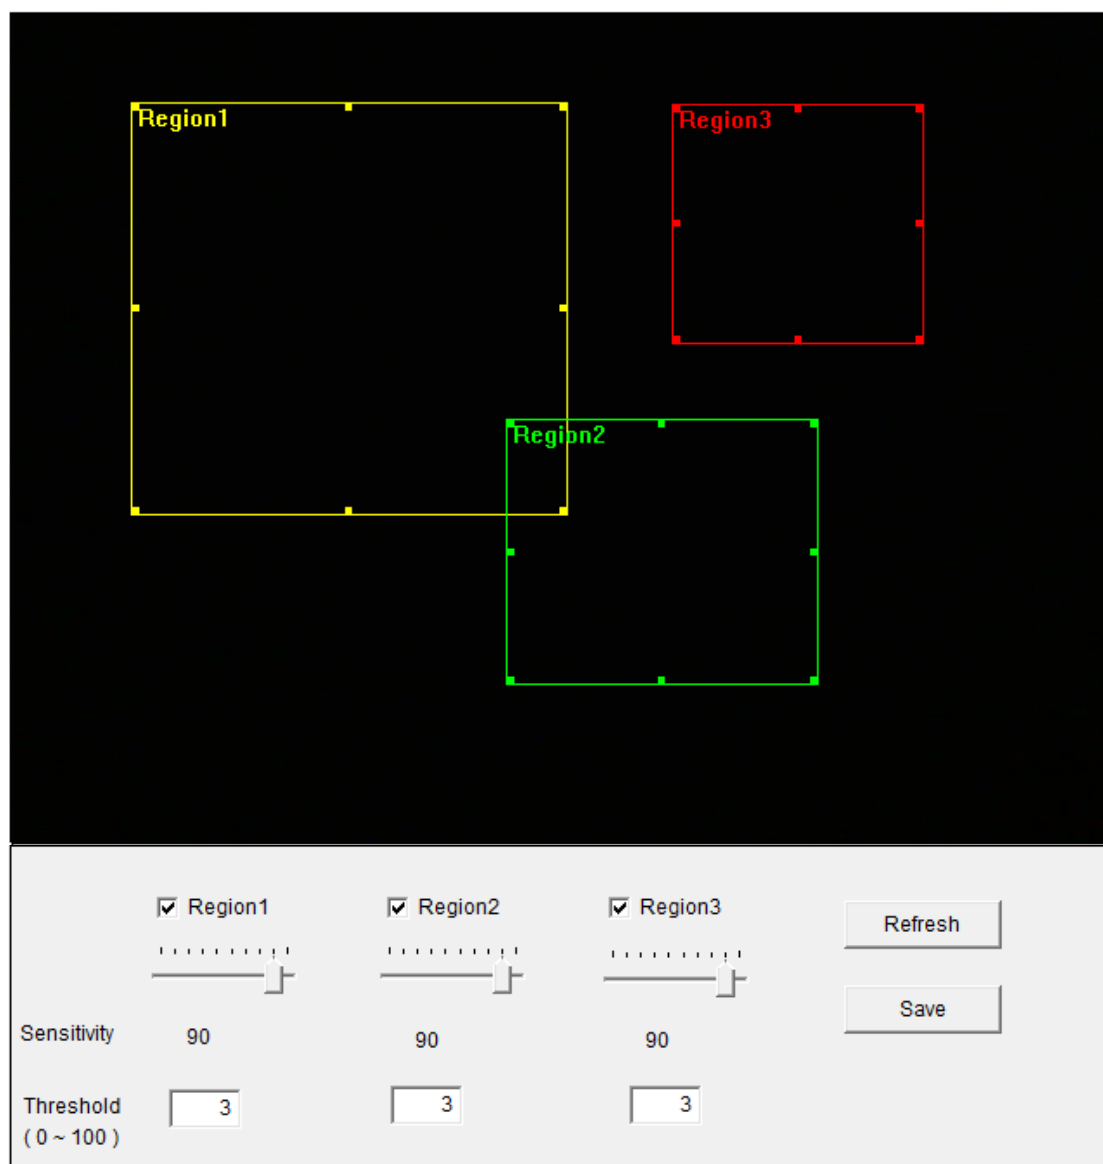 Region1
Region3
Region2
Region1 Region2 Region3
Refresh
Sensitivity 90 90 90
Save
Threshold 3 3 3
( 0 ~ 100 )